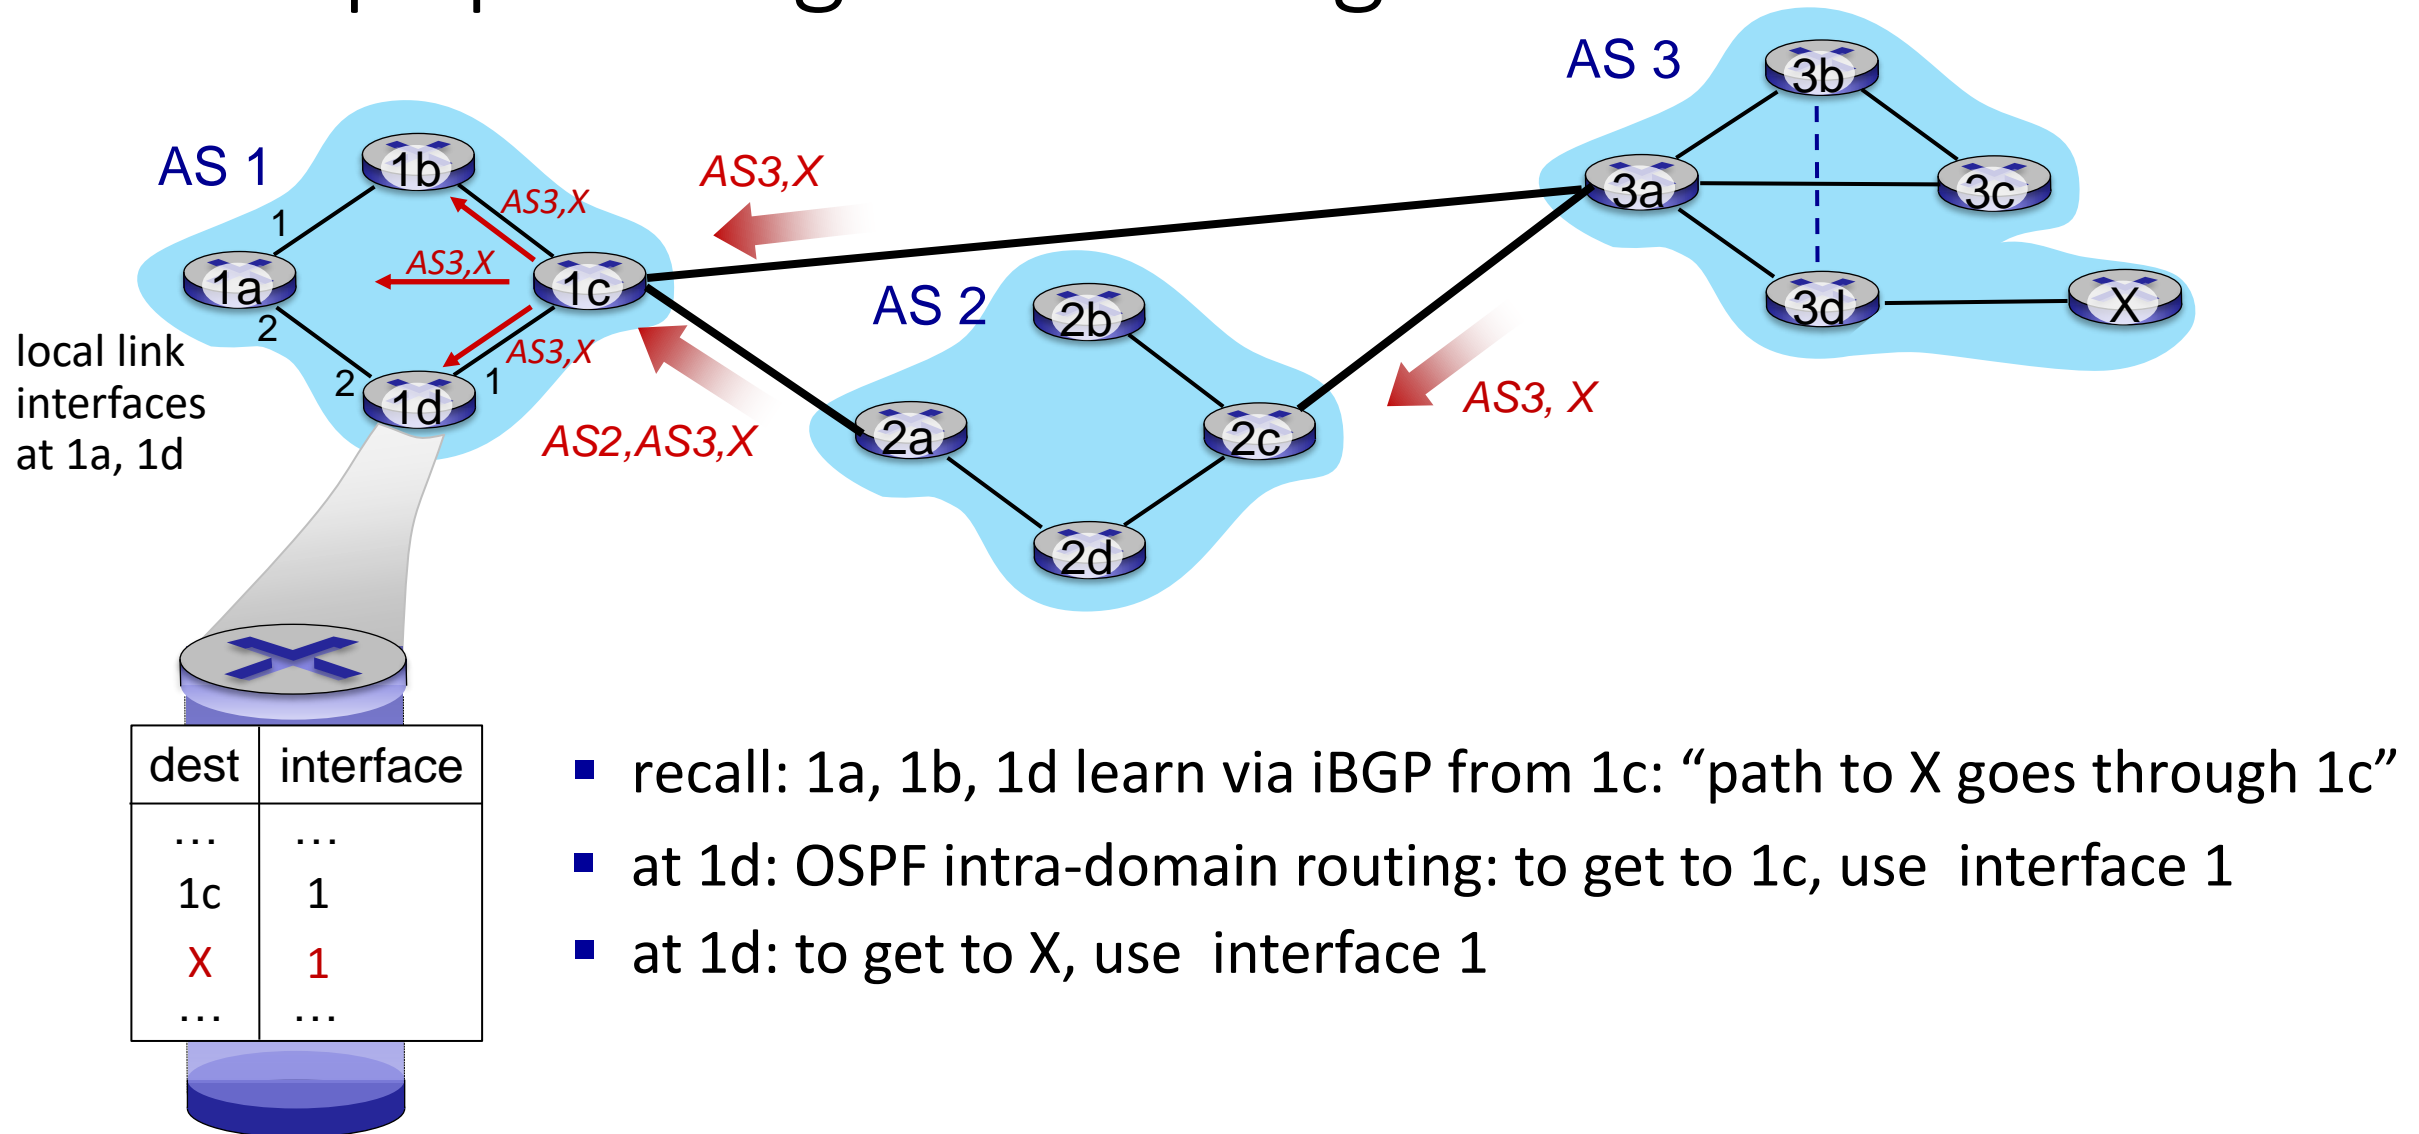 AS 3
3b
AS 1
1b
AS3,X
3a
3c
1
AS3,X
AS3,X
1a
1c
AS 2
2b
3d
X
2
local link
interfaces
at 1a, 1d
AS3,X
2
1
1d
AS3, X
AS2,AS3,X
2a
2c
2d
dest interface
... ...
1c 1
X 1
... ...
▪ recall: 1a, 1b, 1d learn via iBGP from 1c: “path to X goes through 1c”
▪ at 1d: OSPF intra-domain routing: to get to 1c, use interface 1
▪ at 1d: to get to X, use interface 1